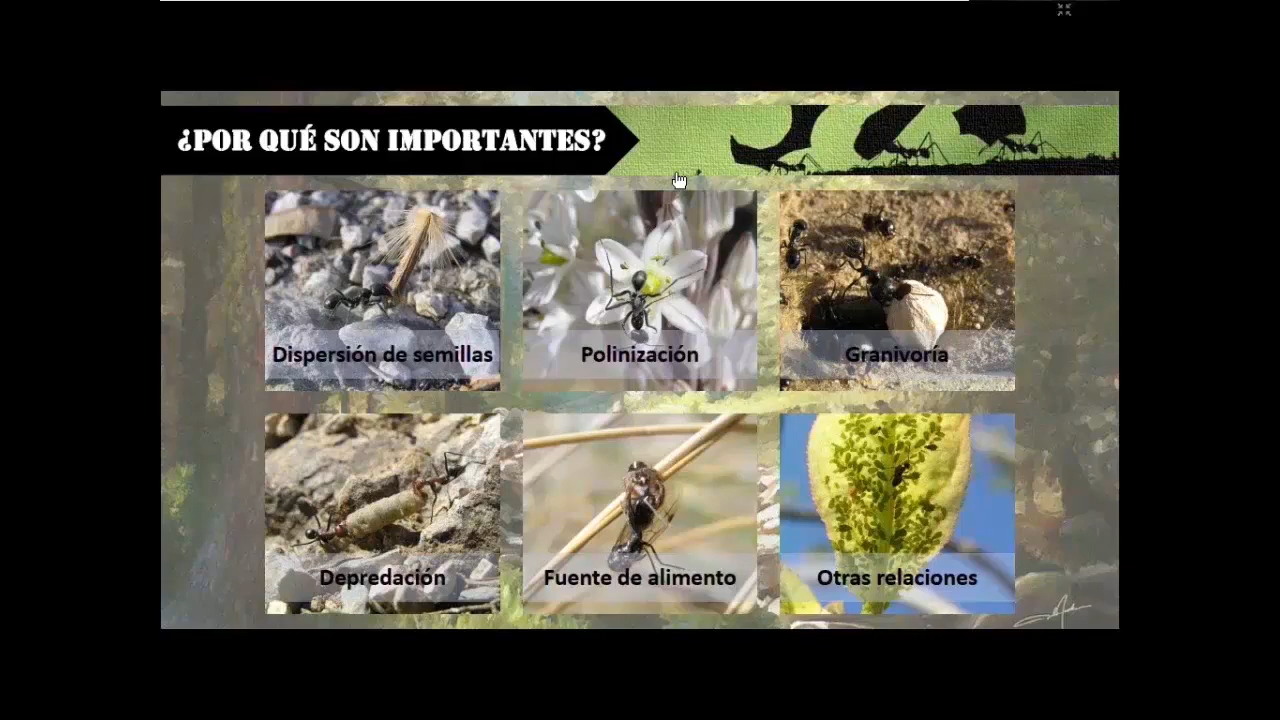 ¿POR QUÉ SON IMPORTANTES?
Dispersión de semillas
Polinización
Granivoría
Depredación
Fuente de alimento
Otras relaciones